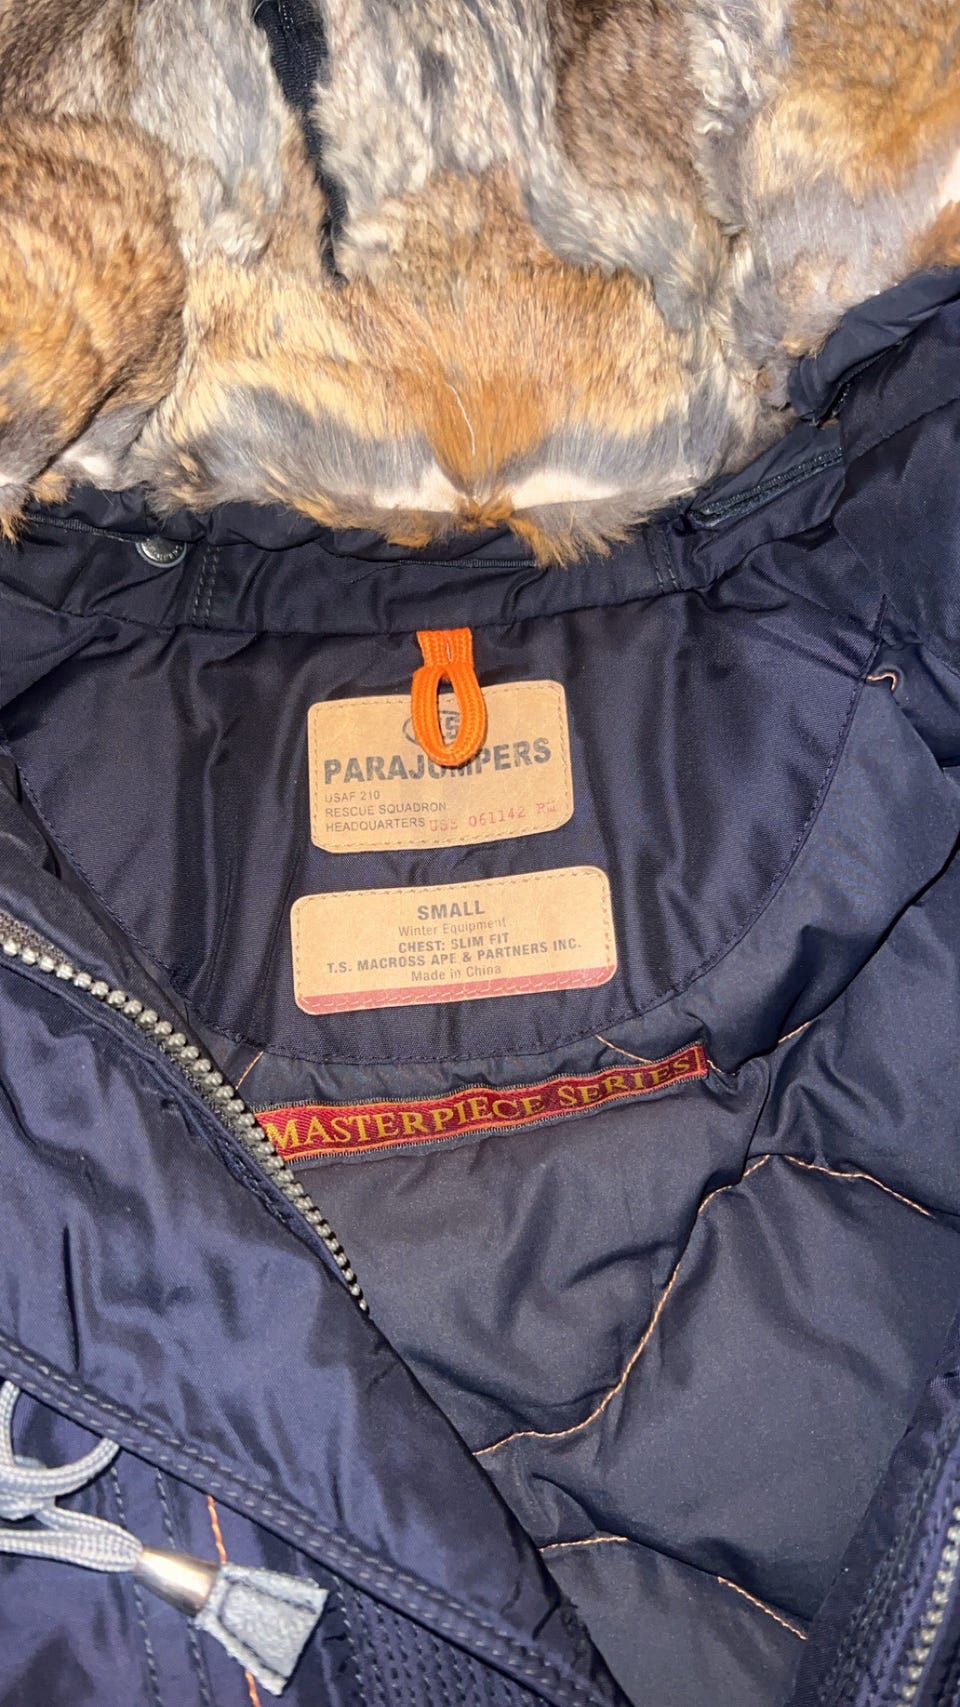 PARAJUMPERS
USAF 210
RESCUE SQUADRON
HEADQUARTERS 061142
SMALL
Winter Equipment
CHEST: SLIM FIT
T.S. MACROSS APE & PARTNERS INC.
Made in China
MASTERPIECE SERIES